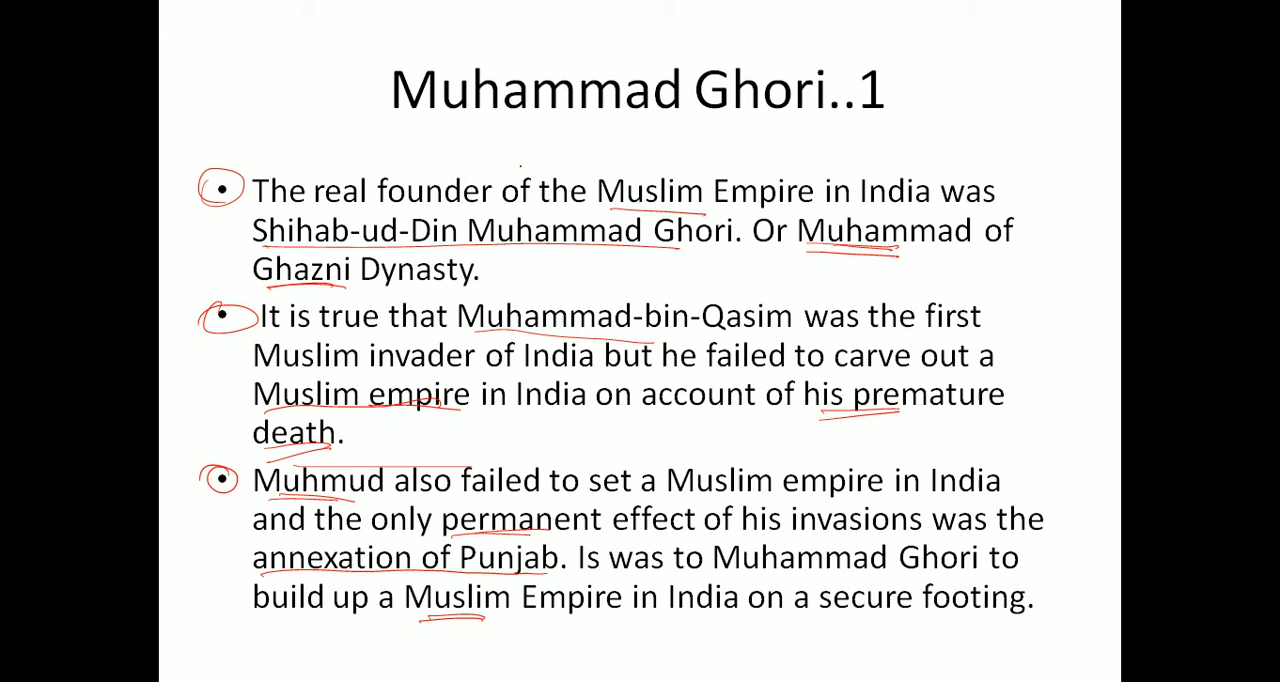 Muhammad Ghori..1
• The real founder of the Muslim Empire in India was
Shihab-ud-Din Muhammad Ghori. Or Muhammad of
Ghazni Dynasty.
• It is true that Muhammad-bin-Qasim was the first
Muslim invader of India but he failed to carve out a
Muslim empire in India on account of his premature
death.
• Muhmud also failed to set a Muslim empire in India
and the only permanent effect of his invasions was the
annexation of Punjab. Is was to Muhammad Ghori to
build up a Muslim Empire in India on a secure footing.